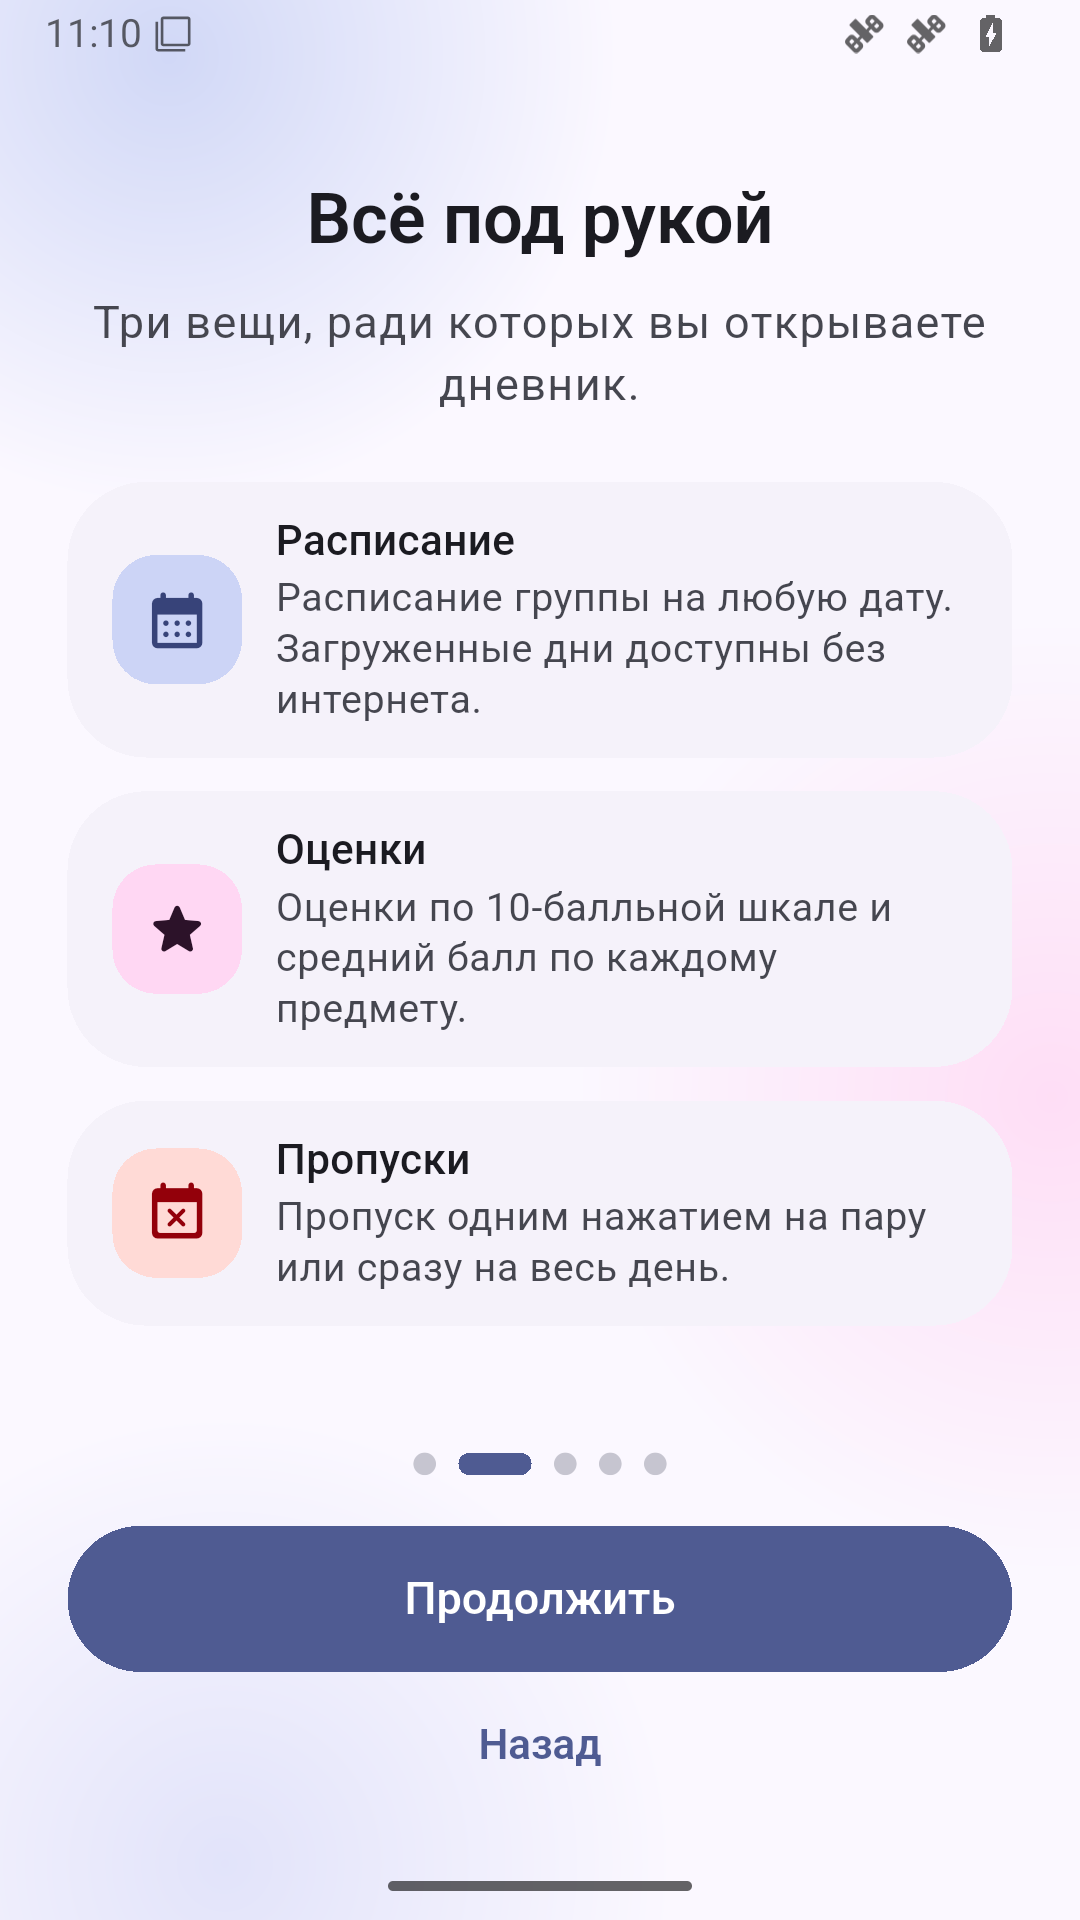 11:10
Всё под рукой
Три вещи, ради которых вы открываете
дневник.
Расписание
Расписание группы на любую дату.
Загруженные дни доступны без
интернета.
Оценки
Оценки по 10-балльной шкале и
средний балл по каждому
предмету.
Пропуски
Пропуск одним нажатием на пару
или сразу на весь день.
Продолжить
Назад